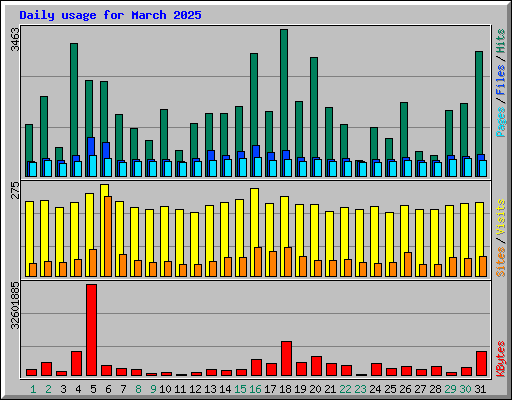 Daily usage for March 2025
3463
Pages / Files / Hits
275
Sites / Visits
32601885
KBytes
1 2 3 4 5 6 7 8 9 10 11 12 13 14 15 16 17 18 19 20 21 22 23 24 25 26 27 28 29 30 31